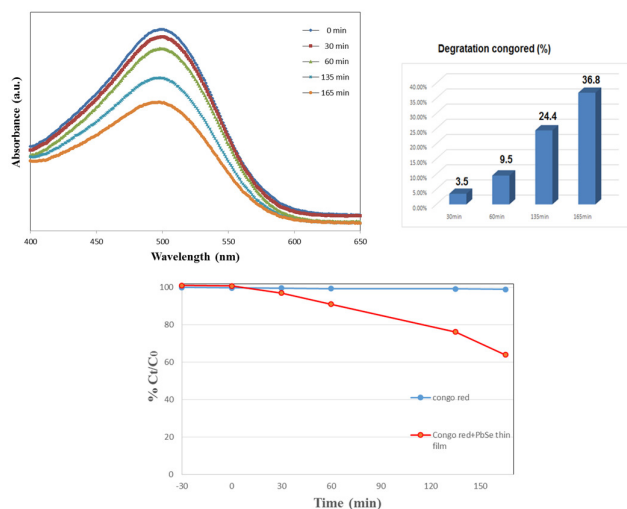 0 min
30 min
60 min
135 min
165 min
Absorbance (a.u.)
400
450
500
550
600
650
Wavelength (nm)
Degratation congored (%)
40.00%
35.00%
30.00%
25.00%
20.00%
15.00%
10.00%
5.00%
0.00%
3.5
9.5
24.4
36.8
30min
60min
135min
165min
100
80
60
40
20
0
% Ct/C0
congo red
Congo red+PbSe thin
film
-30
0
30
60
90
120
150
Time (min)